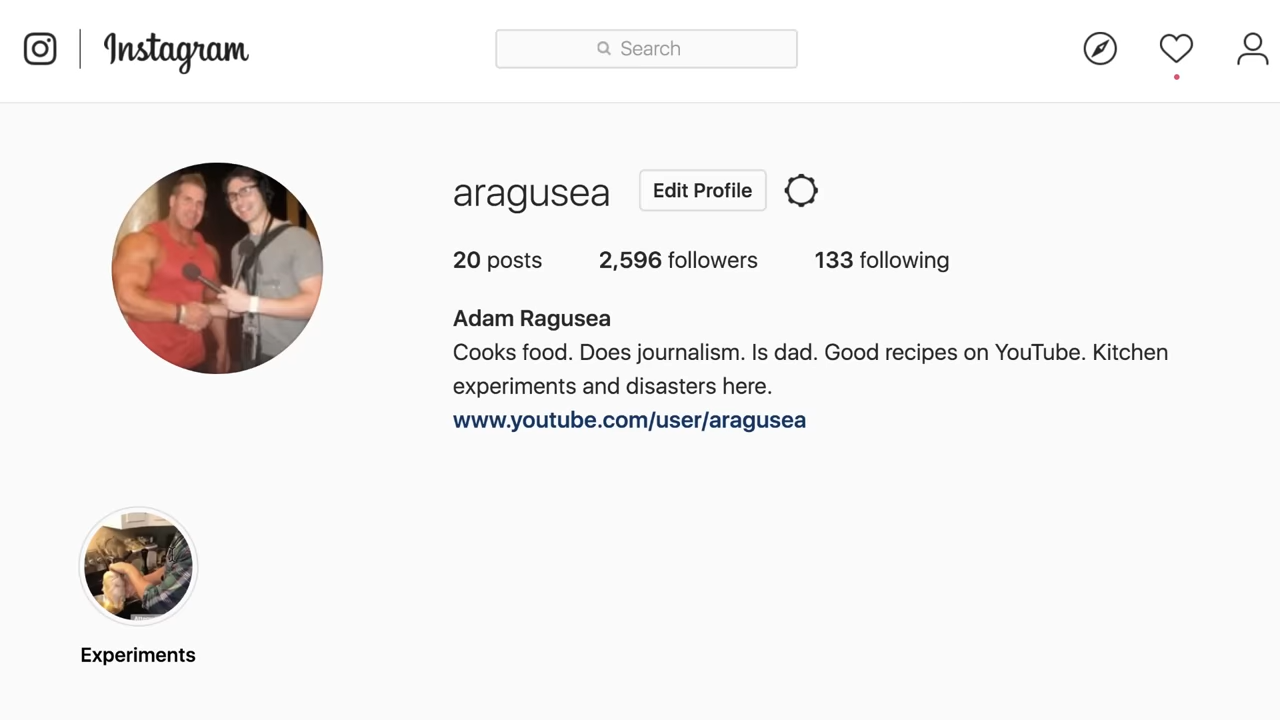 Instagram
Search
aragusea
Edit Profile
20 posts
2,596 followers
133 following
Adam Ragusea
Cooks food. Does journalism. Is dad. Good recipes on YouTube. Kitchen
experiments and disasters here.
www.youtube.com/user/aragusea
Experiments